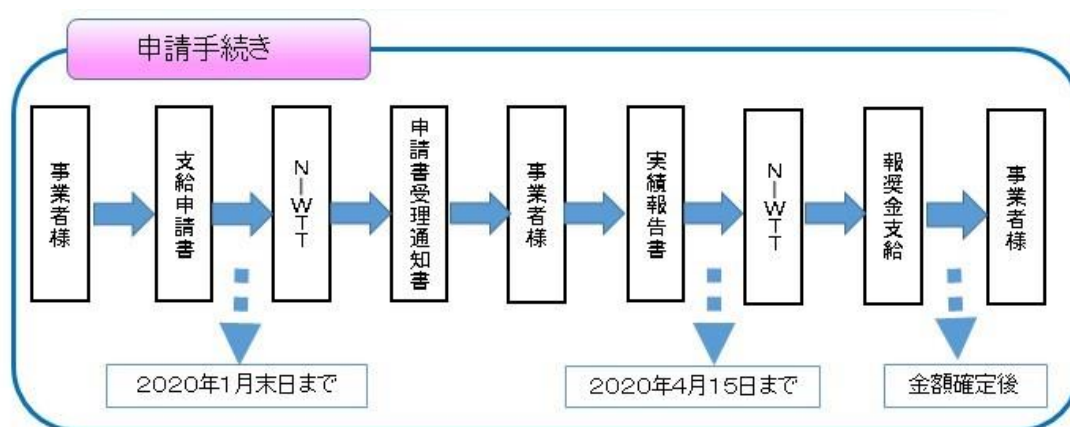 申請手続き
事業者様
支給申請書
N-WTT
申請書受理通知書
事業者様
実績報告書
N-WTT
報奨金支給
事業者様
2020年1月末日まで
2020年4月15日まで
金額確定後